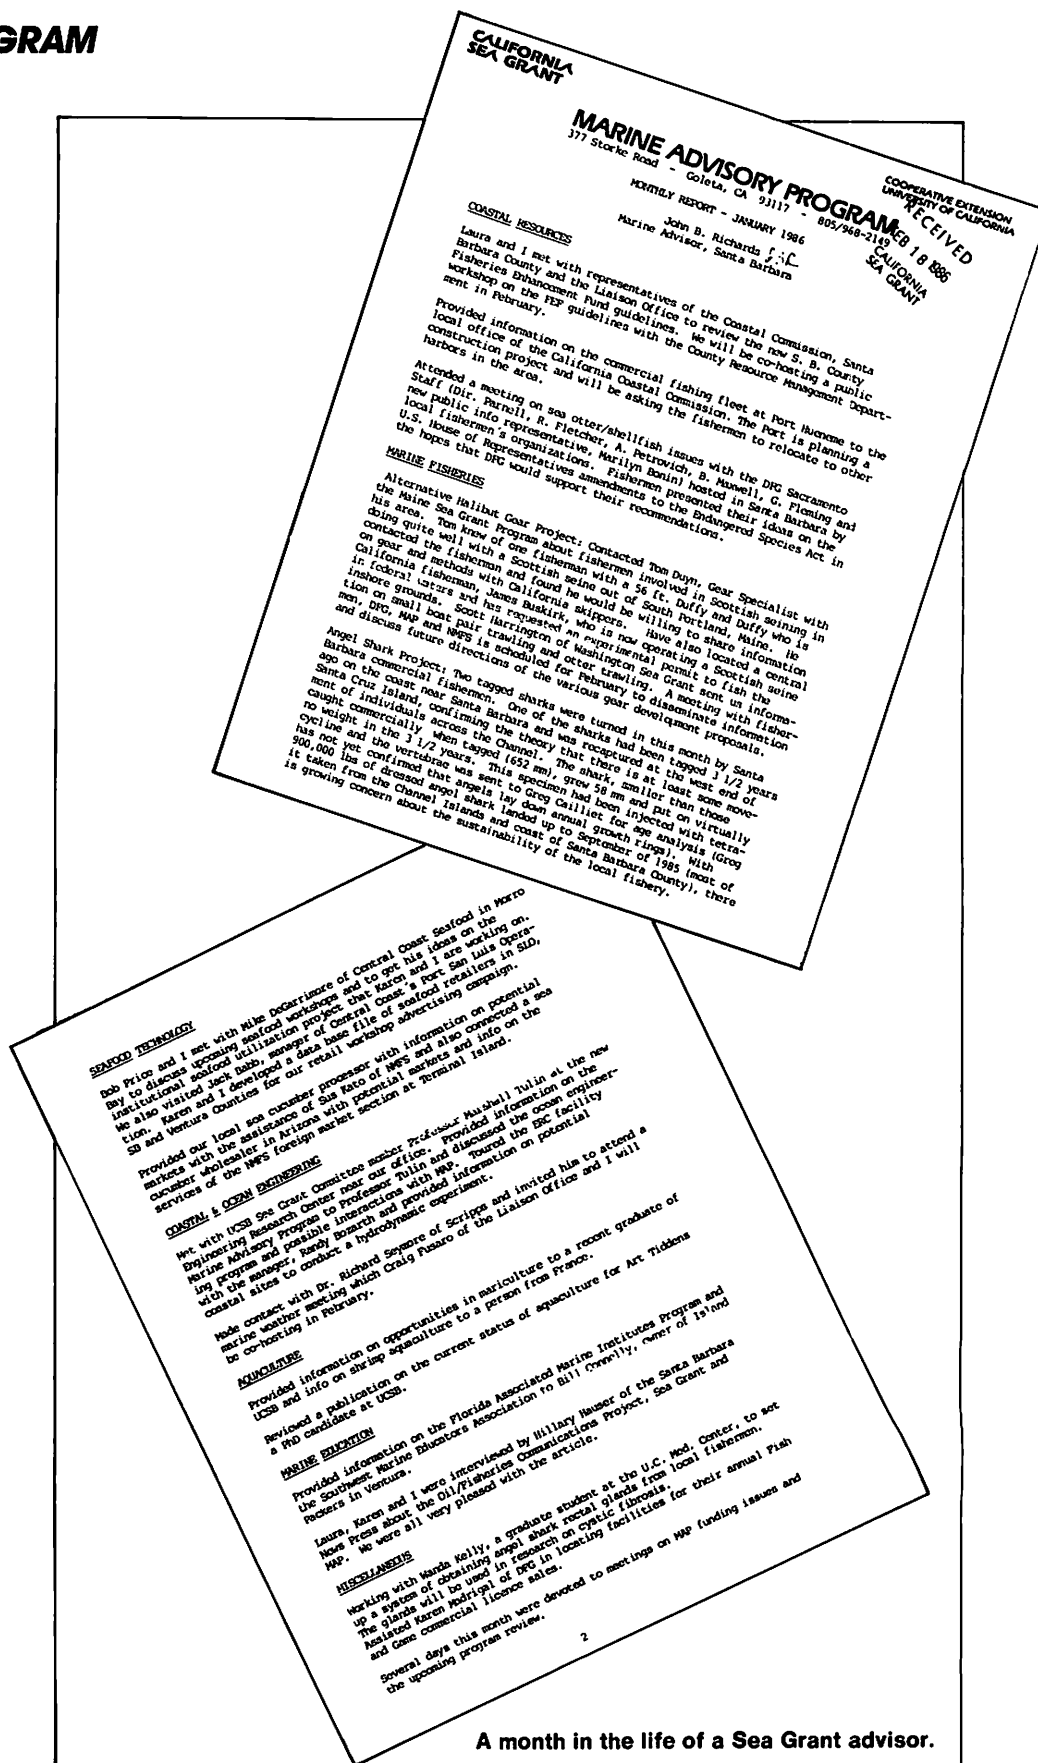 GRAM
CALIFORNIA
SEA GRANT
MARINE ADVISORY PROGRAM
377 Storke Road - Goleta, CA 93117 - 805/968-2149
COOPERATIVE EXTENSION
UNIVERSITY OF CALIFORNIA
RECEIVED
FEB 18 1986
CALIFORNIA
SEA GRANT
MONTHLY REPORT - JANUARY 1986
John B. Richards
Marine Advisor, Santa Barbara
COASTAL RESOURCES
Laura and I met with representatives of the Coastal Commission, Santa
Barbara County and the Liaison Office to review the new S. B. County
Fisheries Enhancement Fund guidelines. We will be co-hosting a public
workshop on the FEF guidelines with the County Resource Management Depart-
ment in February.
Provided information on the commercial fishing fleet at Port Hueneme to the
local office of the California Coastal Commission. The Port is planning a
construction project and will be asking the fishermen to relocate to other
harbors in the area.
Attended a meeting on sea otter/shellfish issues with the DFG Sacramento
Staff (Dir. Parnell, R. Fletcher, A. Petrovich, B. Maxwell, G. Fleming and
new public info representative, Marilyn Bonin) hosted in Santa Barbara by
local fishermen's organizations. Fishermen presented their ideas on the
U.S. House of Representatives amendments to the Endangered Species Act in
the hopes that DFG would support their recommendations.
MARINE FISHERIES
Alternative Halibut Gear Project: Contacted Tom Duyn, Gear Specialist with
the Maine Sea Grant Program about fishermen involved in Scottish seining in
his area. Tom knew of one fisherman with a 56 ft. Duffy and Duffy who is
doing quite well with a Scottish seine out of South Portland, Maine. He
contacted the fisherman and found he would be willing to share information
on gear and methods with California skippers. Have also located a central
California fisherman, James Buskirk, who is now operating a Scottish seine
in federal waters and has requested an experimental permit to fish the
inshore grounds. Scott Harrington of Washington Sea Grant sent us informa-
tion on small boat pair trawling and otter trawling. A meeting with fisher-
men, DFG, MAP and NMFS is scheduled for February to disseminate information
and discuss future directions of the various gear develqment proposals.
Angel Shark Project: Two tagged sharks were turned in this month by Santa
Barbara commercial fishermen. One of the sharks had been tagged 3 1/2 years
ago on the coast near Santa Barbara and was recaptured at the west end of
Santa Cruz Island, confirming the theory that there is at least some move-
ment of individuals across the Channel. The shark, smaller than those
caught commercially when tagged (652 mm), grew 58 mm and put on virtually
no weight in the 3 1/2 years. This specimen had been injected with tetra-
cycline and the vertebrae was sent to Greg Cailliet for age analysis (Greg
has not yet confirmed that angels lay down annual growth rings). With
900,000 lbs of dressed angel shark landed up to September of 1985 (most of
it taken from the Channel Islands and coast of Santa Barbara County), there
is growing concern about the sustainability of the local fishery.
SEAFOOD TECHNOLOGY
Bob Price and I met with Mike DeGarrimore of Central Coast Seafood in Morro
Bay to discuss upcoming seafood workshops and to get his ideas on the
institutional seafood utilization project that Karen and I are working on.
We also visited Jack Babb, manager of Central Coast's Port San Luis Opera-
tion. Karen and I developed a data base file of seafood retailers in SLO,
SB and Ventura Counties for our retail workshop advertising campaign.
Provided our local sea cucumber processor with information on potential
markets with the assistance of Sus Kato of NMFS and also connected a sea
cucumber wholesaler in Arizona with potential markets and info on the
services of the NMFS foreign market section at Terminal Island.
COASTAL & OCEAN ENGINEERING
Met with UCSB Sea Grant Committee member Professor Marshall Tulin at the new
Engineering Research Center near our office. Provided information on the
Marine Advisory Program to Professor Tulin and discussed the ocean engineer-
ing program and possible interactions with MAP. Toured the ERC facility
with the manager, Randy Bozarth and provided information on potential
coastal sites to conduct a hydrodynamic experiment.
Made contact with Dr. Richard Seymore of Scripps and invited him to attend a
marine weather meeting which Craig Fusaro of the Liaison Office and I will
be co-hosting in February.
AQUACULTURE
Provided information on opportunities in mariculture to a recent graduate of
UCSB and info on shrimp aquaculture to a person from France.
Reviewed a publication on the current status of aquaculture for Art Tiddens
a PhD candidate at UCSB.
MARINE EDUCATION
Provided information on the Florida Associated Marine Institutes Program and
the Southwest Marine Educators Association to Bill Connelly, owner of Island
Packers in Ventura.
Laura, Karen and I were interviewed by Hillary Hauser of the Santa Barbara
News Press about the Oil/Fisheries Communications Project, Sea Grant and
MAP. We were all very pleased with the article.
MISCELLANEOUS
Working with Wanda Kelly, a graduate student at the U.C. Med. Center, to set
up a system of obtaining angel shark rectal glands from local fishermen.
The glands will be used in research on cystic fibrosis.
Assisted Karen Madrigal of DFG in locating facilities for their annual Fish
and Game commercial licence sales.
Several days this month were devoted to meetings on MAP funding issues and
the upcoming program review.
2
A month in the life of a Sea Grant advisor.